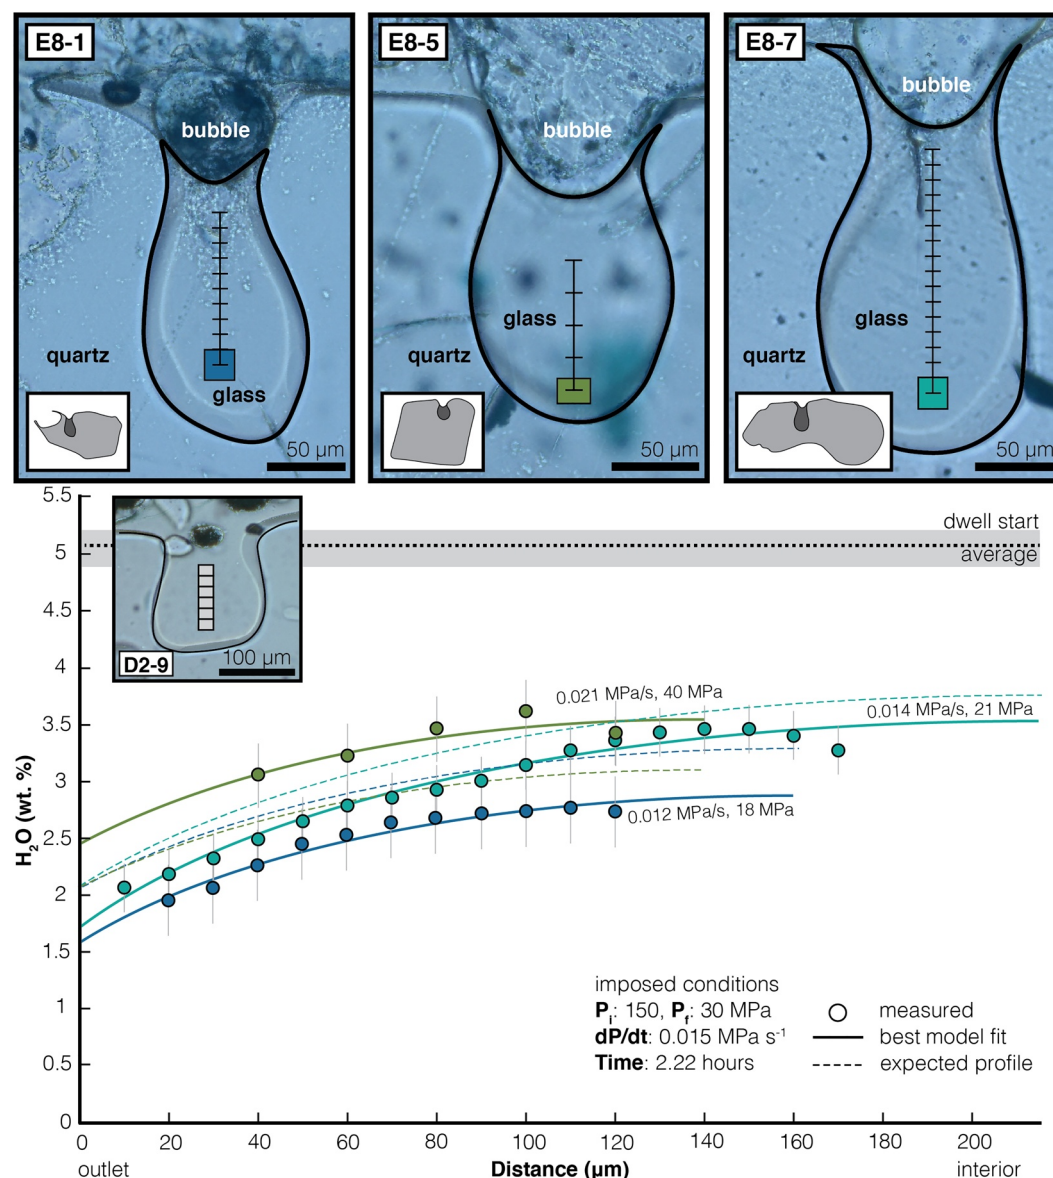 E8-1
bubble
quartz
glass
50 µm
E8-5
bubble
glass
quartz
50 µm
E8-7
bubble
glass
quartz
50 µm
5.5
5
4.5
4
3.5
3
2.5
2
1.5
1
0.5
0
H₂O (wt. %)
D2-9
100 µm
dwell start
average
0.021 MPa/s, 40 MPa
0.014 MPa/s, 21 MPa
0.012 MPa/s, 18 MPa
imposed conditions
Pᵢ: 150, P_f: 30 MPa
dP/dt: 0.015 MPa s⁻¹
Time: 2.22 hours
measured
best model fit
expected profile
0 20 40 60 80 100 120 140 160 180 200
outlet Distance (µm) interior